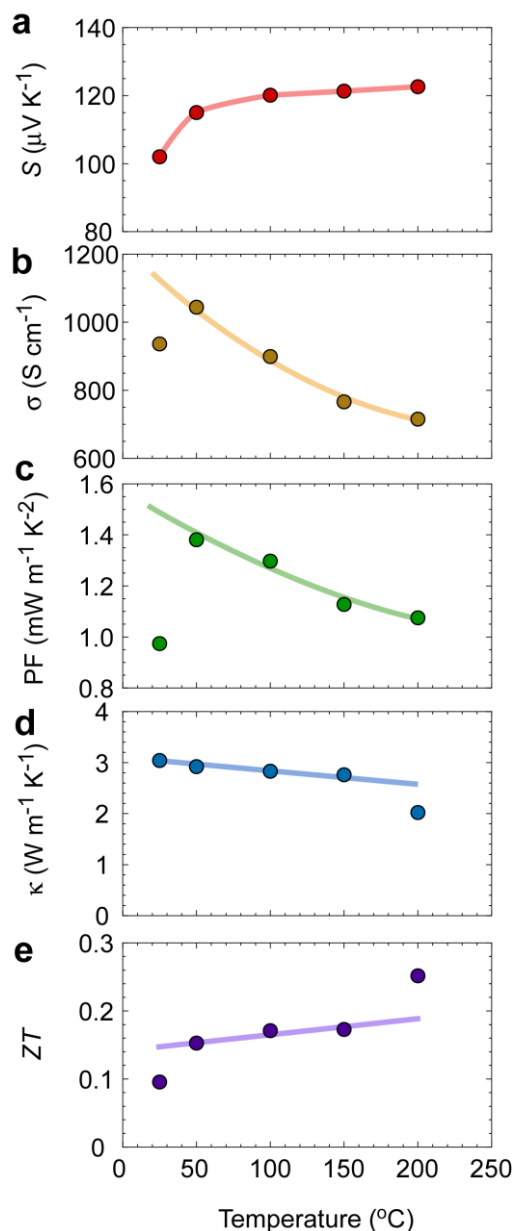 a
140
120
100
80
S (μV K⁻¹)
b
1200
1000
800
600
σ (S cm⁻¹)
c
1.6
1.4
1.2
1.0
0.8
PF (mW m⁻¹ K⁻²)
d
4
3
2
1
0
κ (W m⁻¹ K⁻¹)
e
0.3
0.2
0.1
0
ZT
0 50 100 150 200 250
Temperature (°C)